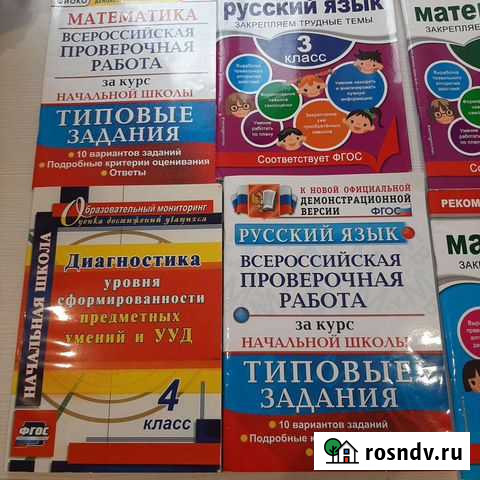 ФИОКО
МАТЕМАТИКА
ВСЕРОССИЙСКАЯ
ПРОВЕРОЧНАЯ
РАБОТА
за курс
НАЧАЛЬНОЙ ШКОЛЫ
ТИПОВЫЕ
ЗАДАНИЯ
• 10 вариантов заданий
• Подробные критерии оценивания
• Ответы
РУССКИЙ ЯЗЫК
ЗАКРЕПЛЯЕМ ТРУДНЫЕ ТЕМЫ
3
КЛАСС
Соответствует ФГОС
матем
ЗАКРЕПЛЯЕМ
РЕКОМ
Образовательный мониторинг
Оценка достижений учащихся
НАЧАЛЬНАЯ ШКОЛА
Диагностика
уровня
сформированности
предметных
умений и УУД
4
класс
ФГОС
К НОВОЙ ОФИЦИАЛЬНОЙ
ДЕМОНСТРАЦИОННОЙ
ВЕРСИИ
ФГОС
РУССКИЙ ЯЗЫК
ВСЕРОССИЙСКАЯ
ПРОВЕРОЧНАЯ
РАБОТА
за курс
НАЧАЛЬНОЙ ШКОЛЫ
ТИПОВЫЕ
ЗАДАНИЯ
• 10 вариантов заданий
• Подробные к
ма
ЗАКРЕ
rosndv.ru